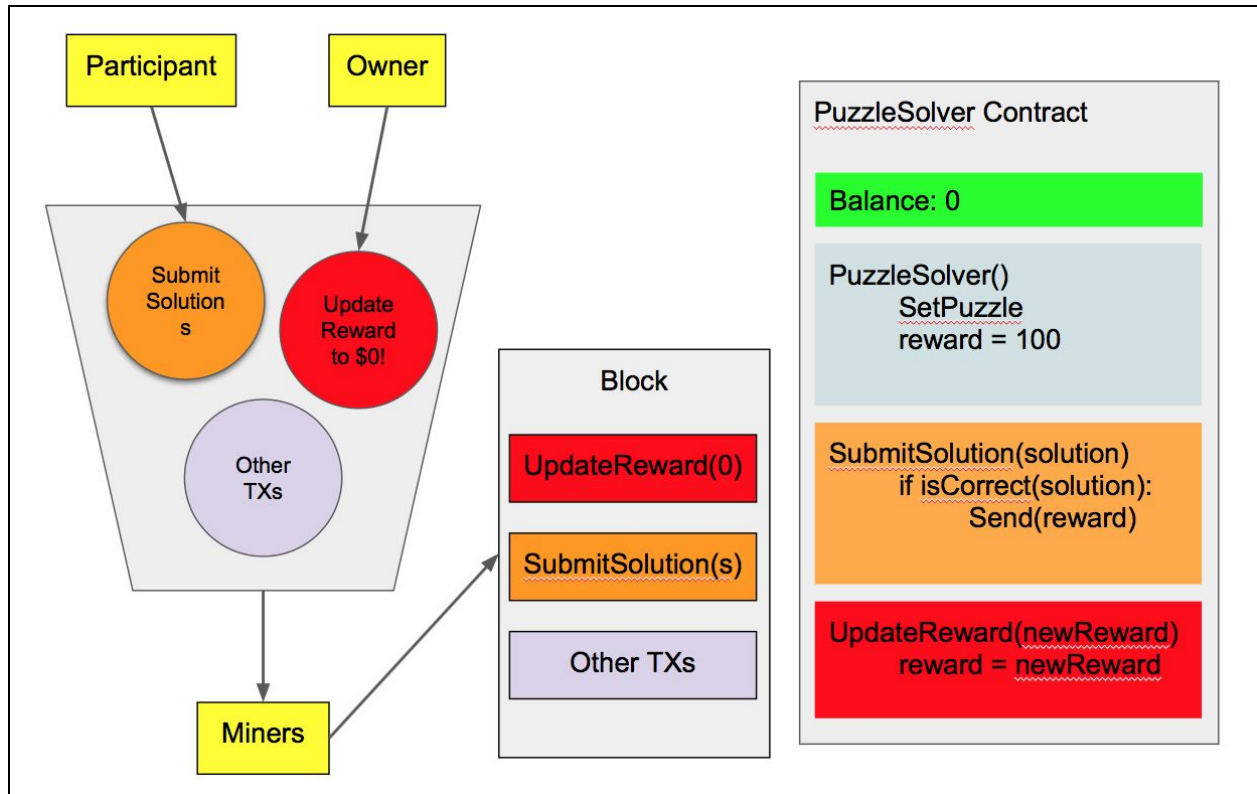 Participant
Owner
Submit
Solution
s
Update
Reward
to $0!
Other
TXs
Miners
Block
UpdateReward(0)
SubmitSolution(s)
Other TXs
PuzzleSolver Contract
Balance: 0
PuzzleSolver()
SetPuzzle
reward = 100
SubmitSolution(solution)
if isCorrect(solution):
Send(reward)
UpdateReward(newReward)
reward = newReward